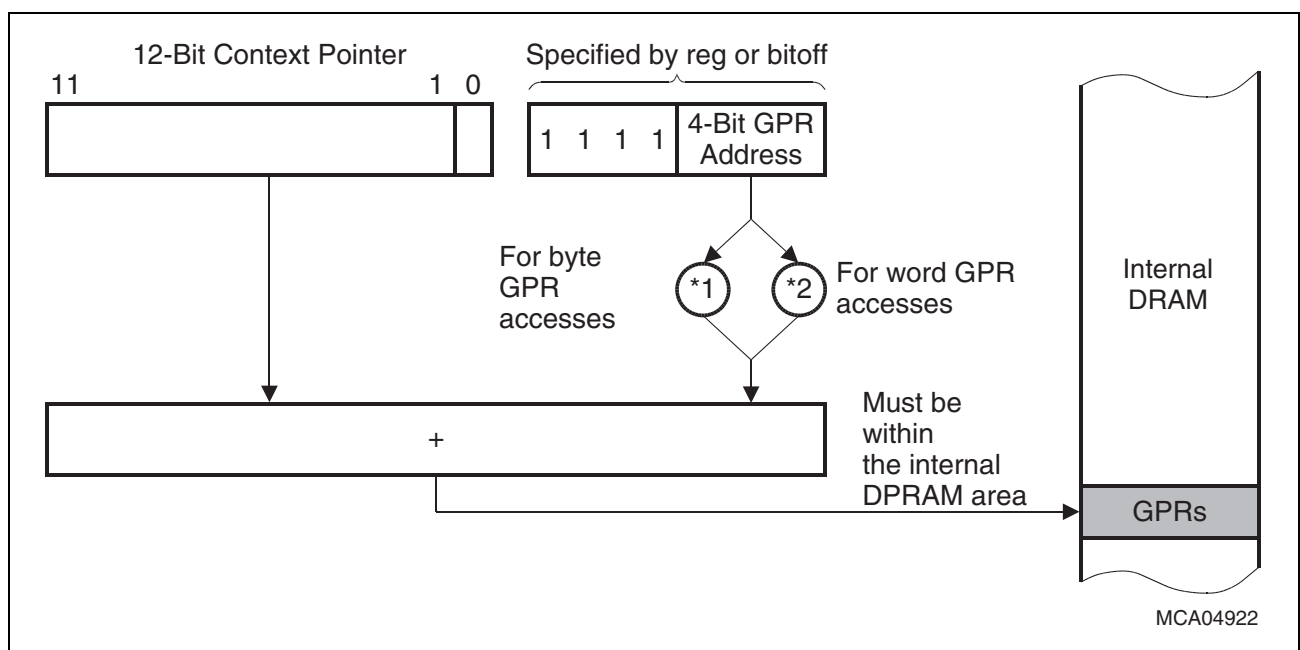 12-Bit Context Pointer
Specified by reg or bitoff
11 1 0
1 1 1 1
4-Bit GPR
Address
For byte
GPR
accesses
*1
*2
For word GPR
accesses
Internal
DRAM
+
Must be
within
the internal
DPRAM area
GPRs
MCA04922